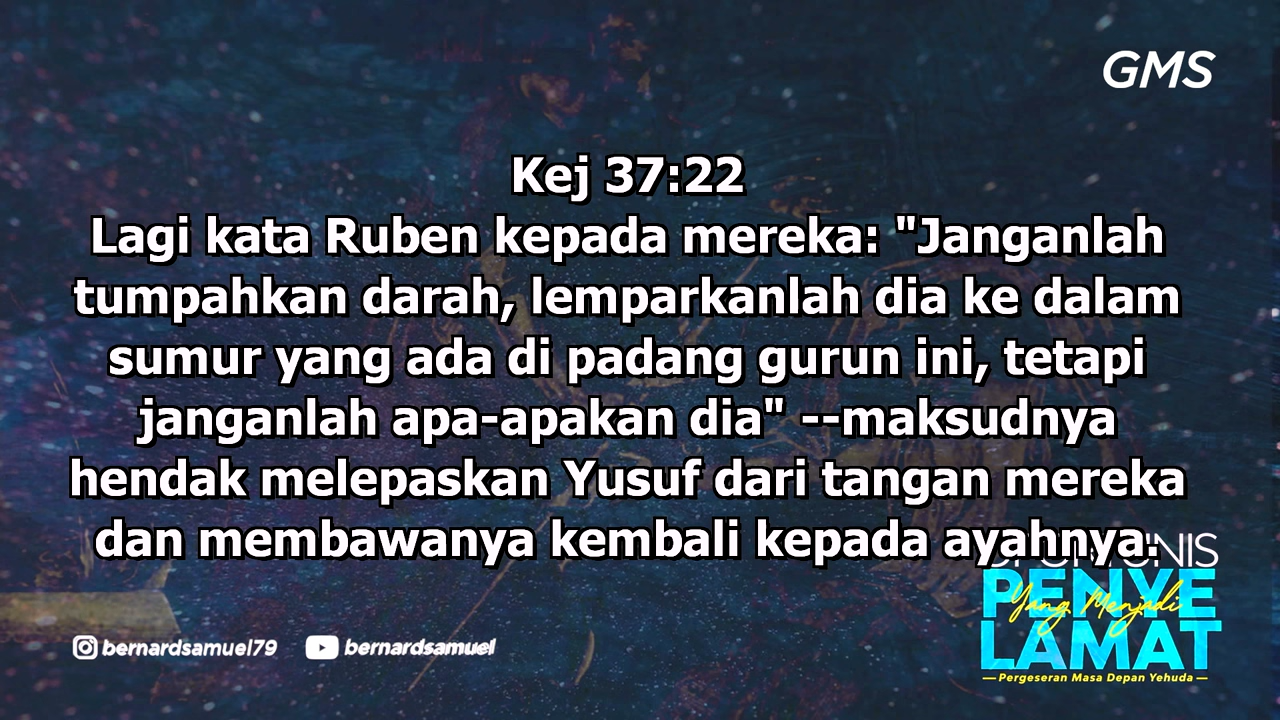 GMS
Kej 37:22
Lagi kata Ruben kepada mereka: "Janganlah
tumpahkan darah, lemparkanlah dia ke dalam
sumur yang ada di padang gurun ini, tetapi
janganlah apa-apakan dia" --maksudnya
hendak melepaskan Yusuf dari tangan mereka
dan membawanya kembali kepada ayahnya.
PENYE
Yang Menjadi
LAMAT
—Pergeseran Masa Depan Yehuda—
bernardsamuel79 bernardsamuel